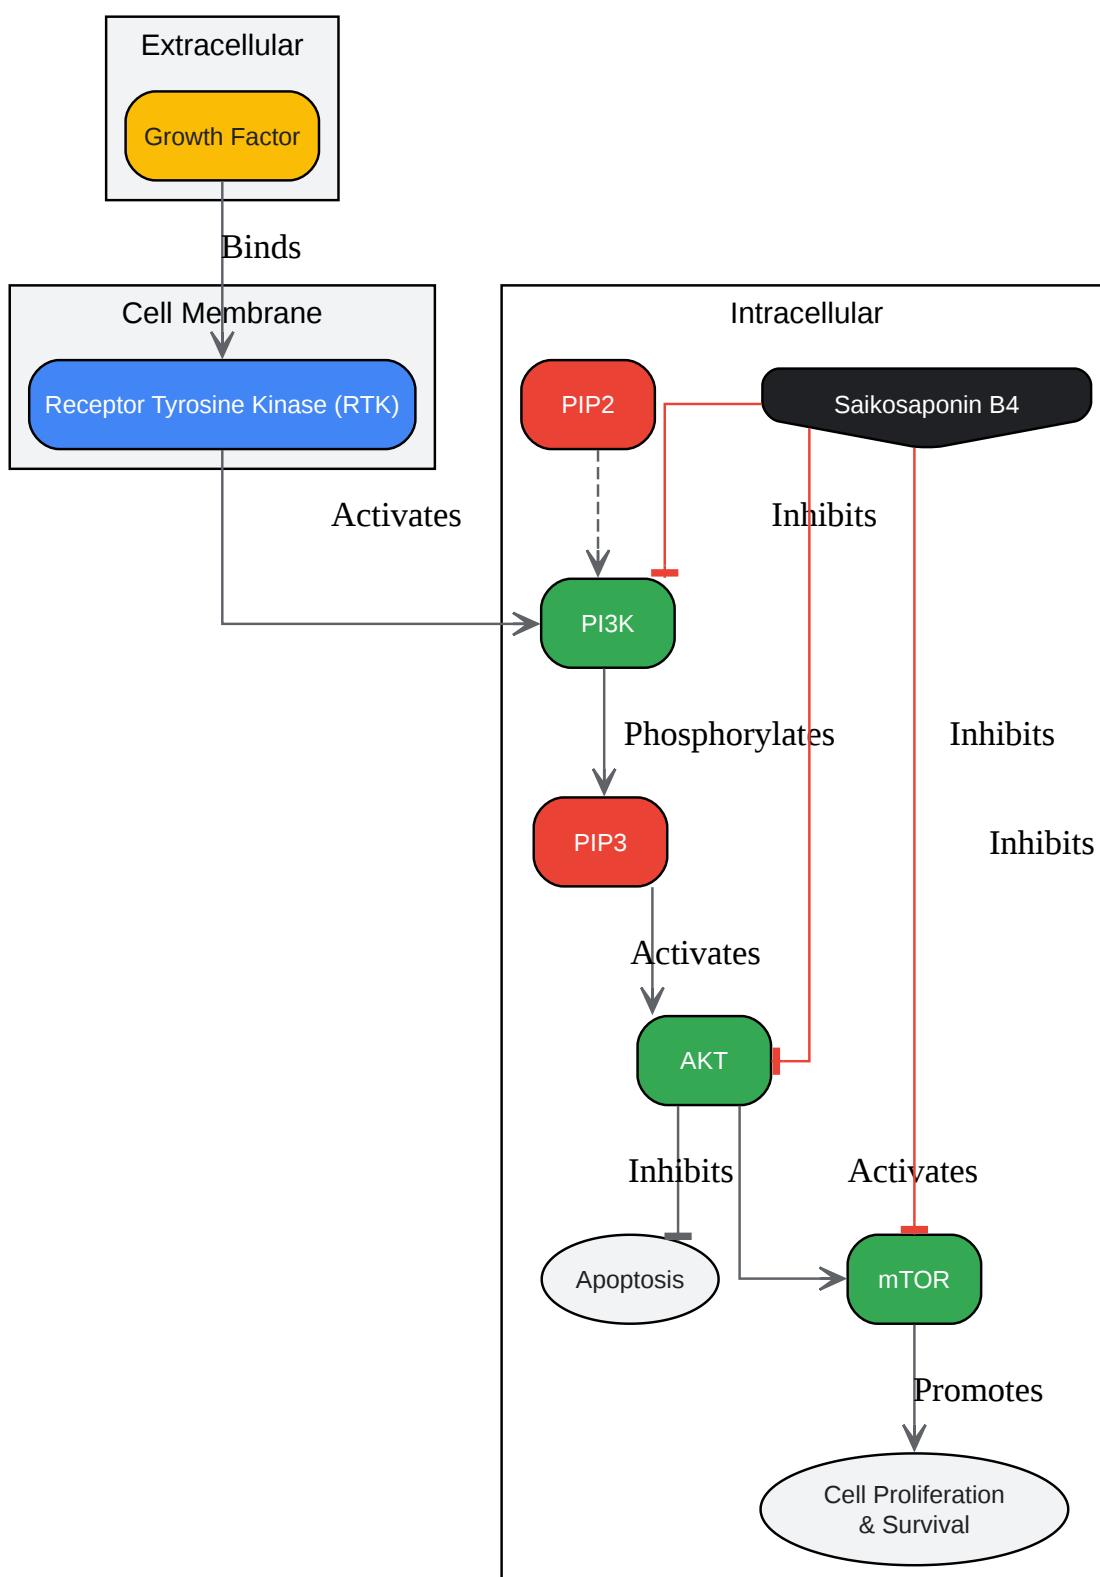 Extracellular
Growth Factor
Binds
Cell Membrane
Intracellular
Receptor Tyrosine Kinase (RTK)
PIP2
Saikosaponin B4
Activates
Inhibits
PI3K
Phosphorylates
Inhibits
PIP3
Inhibits
Activates
AKT
Inhibits
Activates
Apoptosis
mTOR
Promotes
Cell Proliferation
& Survival